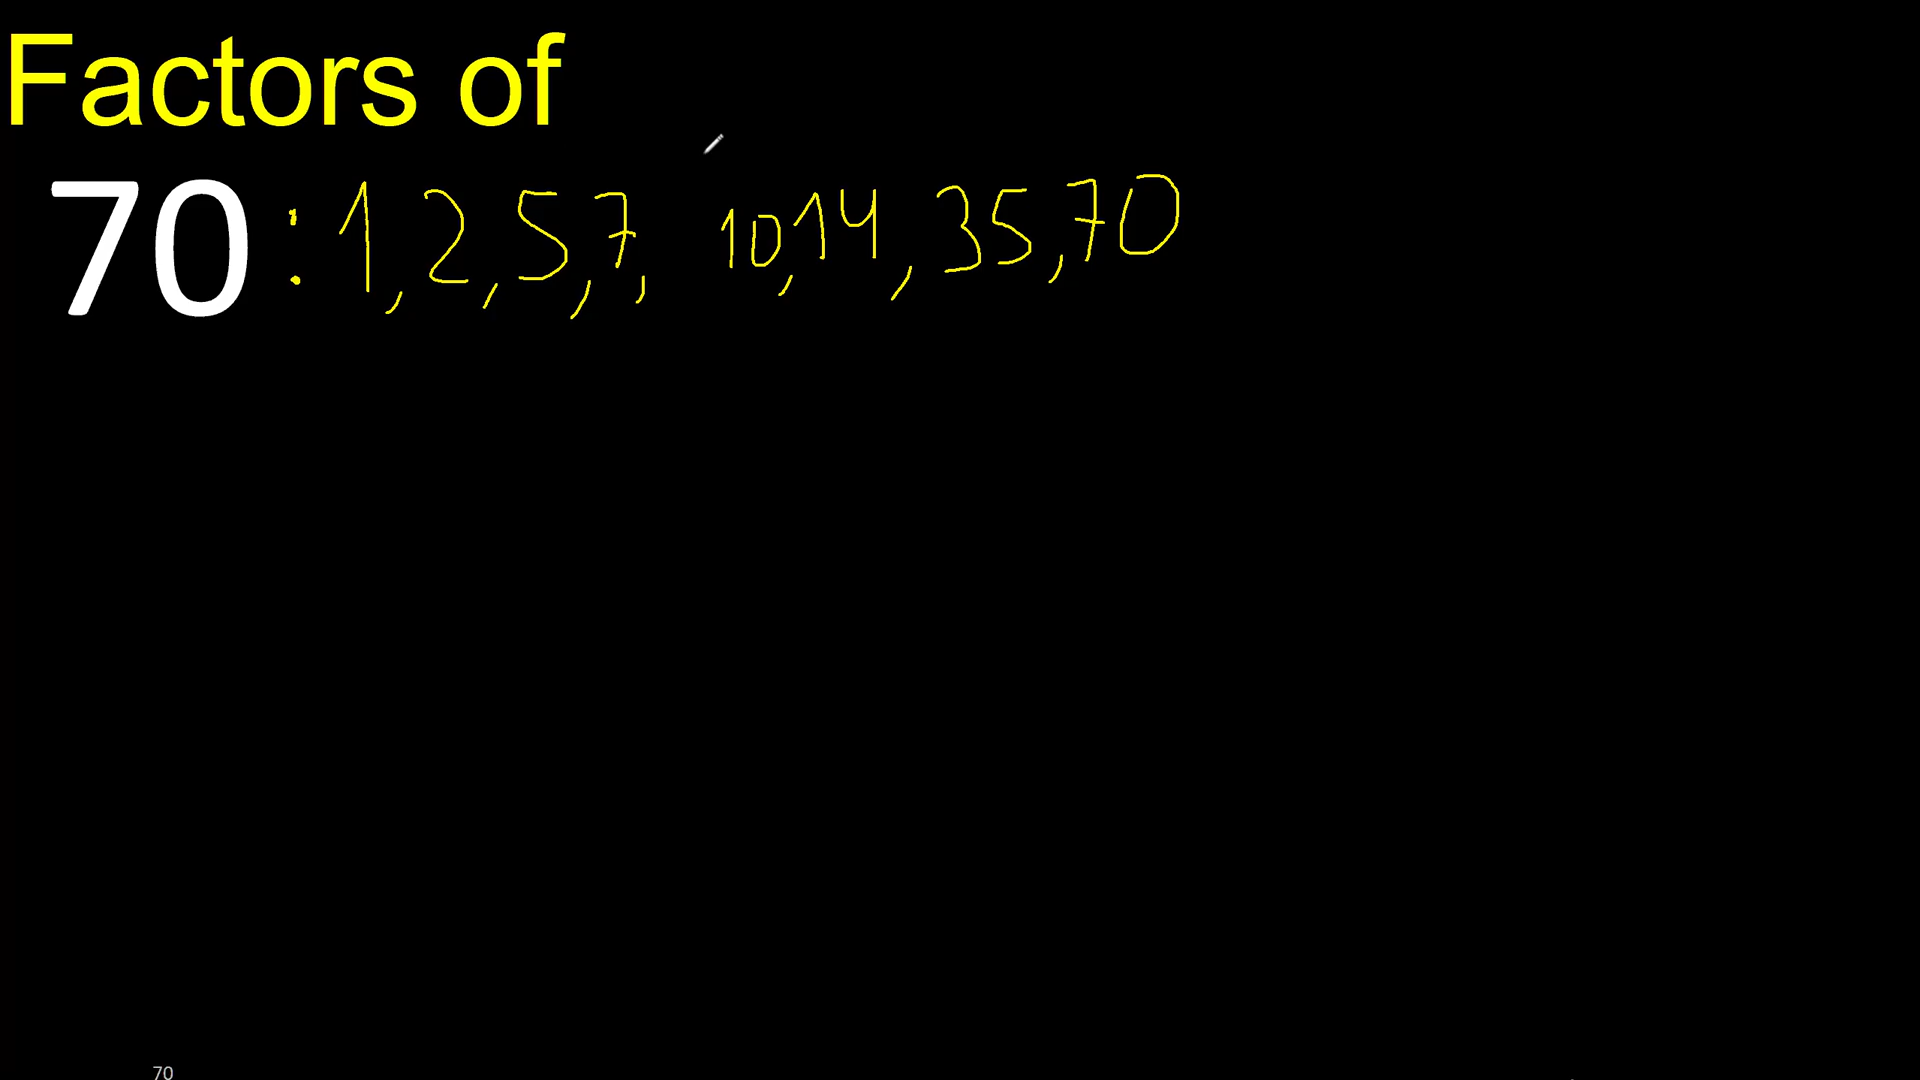 Factors of
70 : 1, 2, 5, 7, 10, 14, 35, 70
70